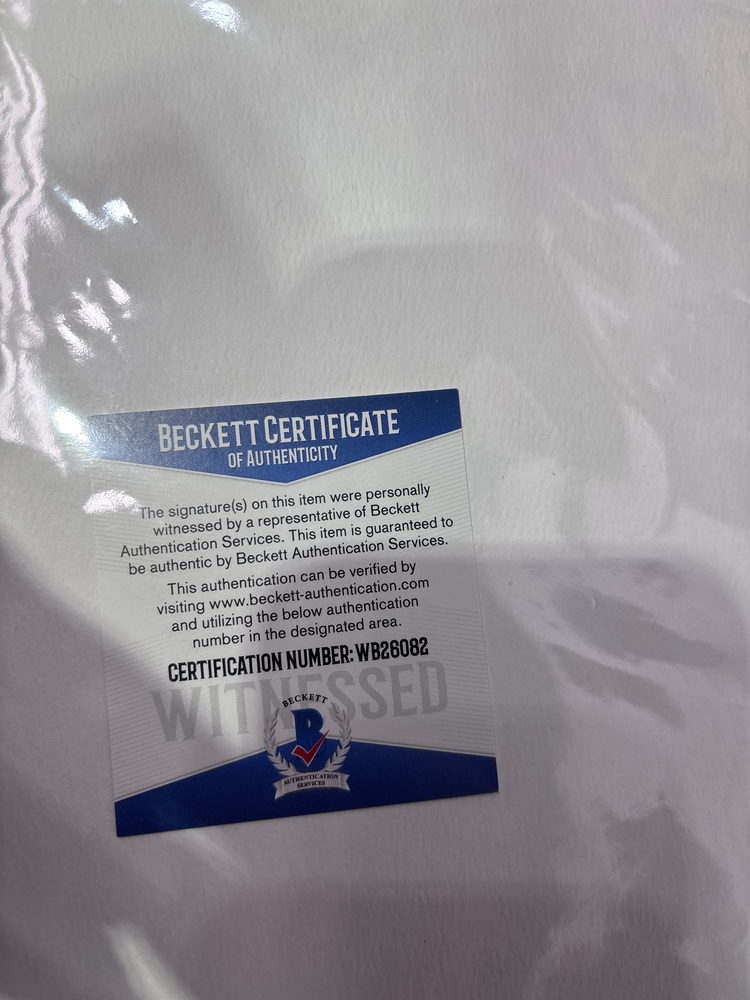 BECKETT CERTIFICATE
OF AUTHENTICITY
The signature(s) on this item were personally
witnessed by a representative of Beckett
Authentication Services. This item is guaranteed to
be authentic by Beckett Authentication Services.
This authentication can be verified by
visiting www.beckett-authentication.com
and utilizing the below authentication
number in the designated area.
CERTIFICATION NUMBER: WB26082
WITNESSED
BECKETT
B
AUTHENTICATION
SERVICES